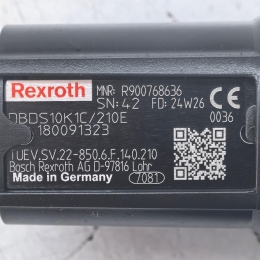 Rexroth MNR: R900768636
SN: 42 FD: 24W26 CE
DBDS10K1C/210E 0036
180091323
TUEV.SV.22-850.6.F.140.210
Bosch Rexroth AG D-97816 Lohr
Made in Germany 7081